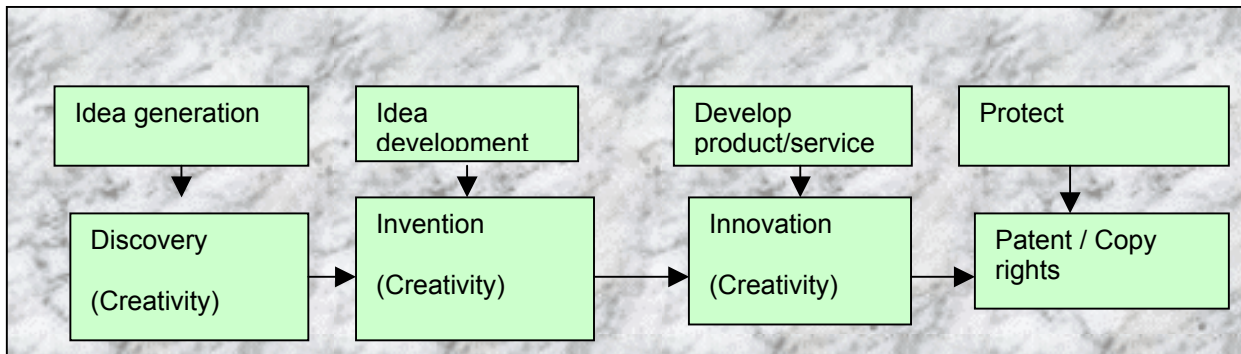 Idea generation
Idea
development
Develop
product/service
Protect
Discovery
(Creativity)
Invention
(Creativity)
Innovation
(Creativity)
Patent / Copy
rights